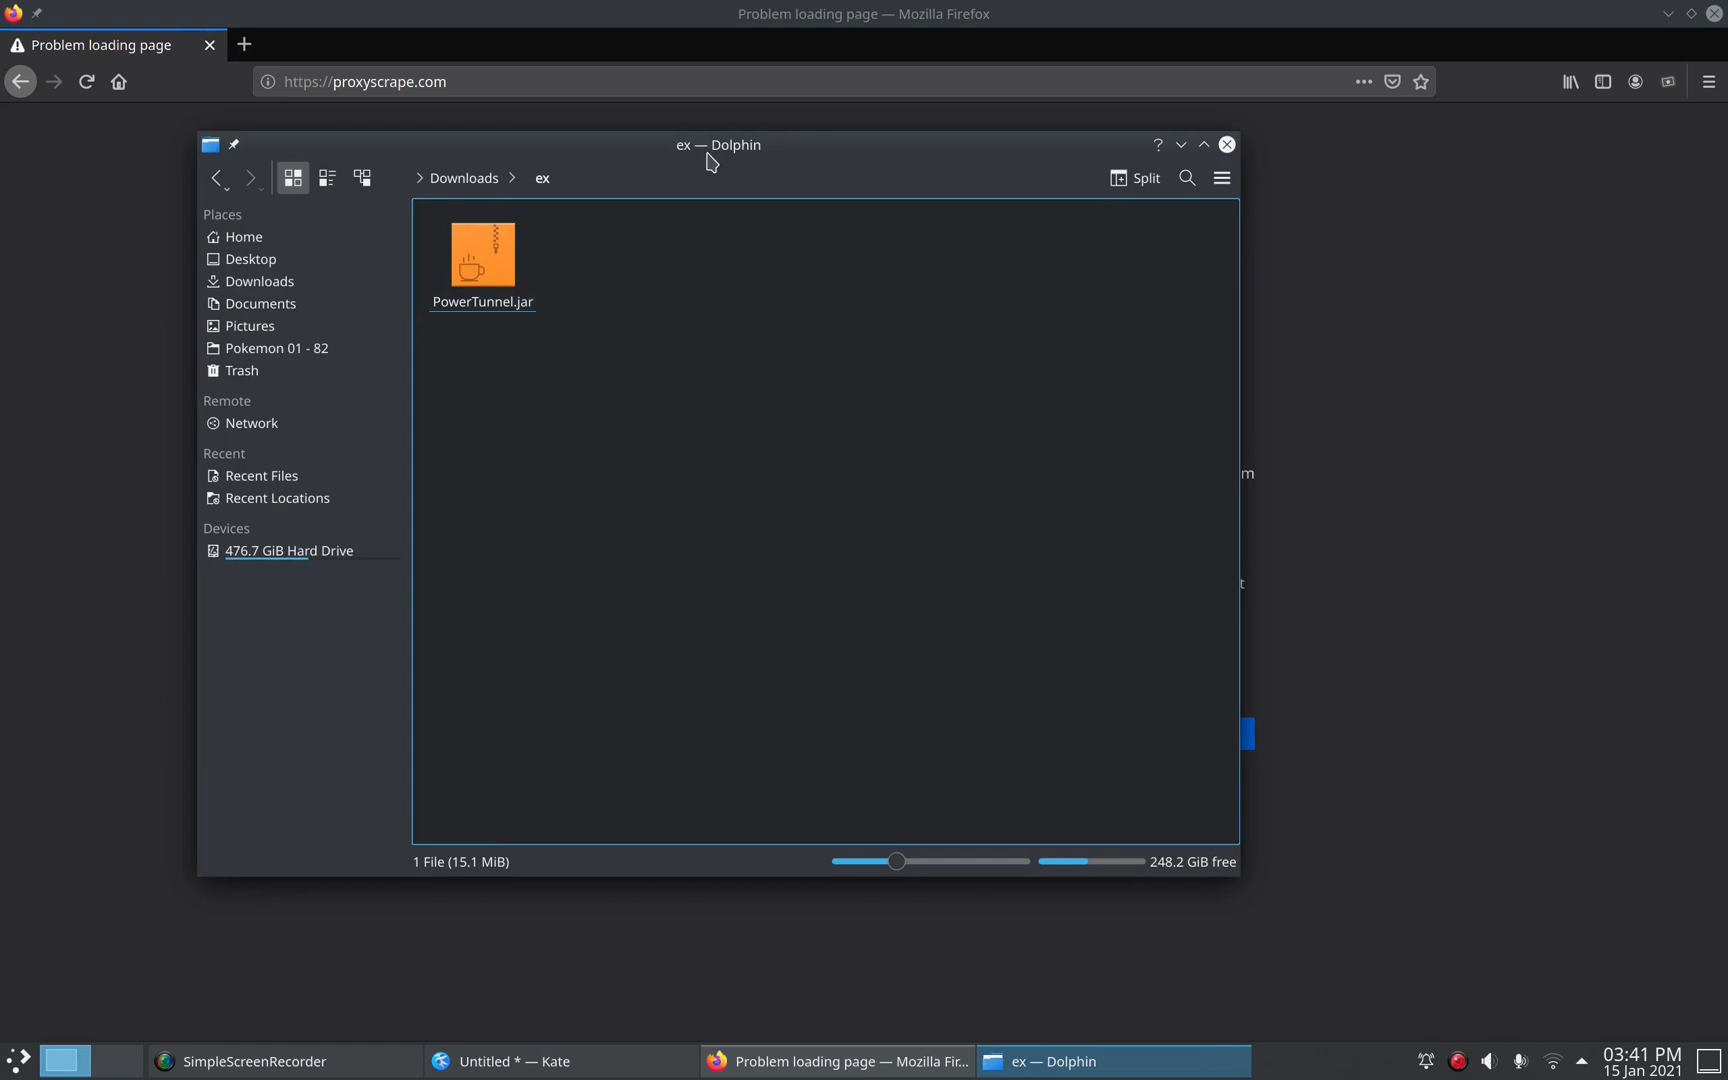 Problem loading page — Mozilla Firefox
Problem loading page
https://proxyscrape.com
ex — Dolphin
Downloads
ex
Split
Places
Home
Desktop
Downloads
Documents
Pictures
Pokemon 01 - 82
Trash
Remote
Network
Recent
Recent Files
Recent Locations
Devices
476.7 GiB Hard Drive
PowerTunnel.jar
m
t
1 File (15.1 MiB)
248.2 GiB free
SimpleScreenRecorder
Untitled * — Kate
Problem loading page — Mozilla Fir...
ex — Dolphin
03:41 PM
15 Jan 2021